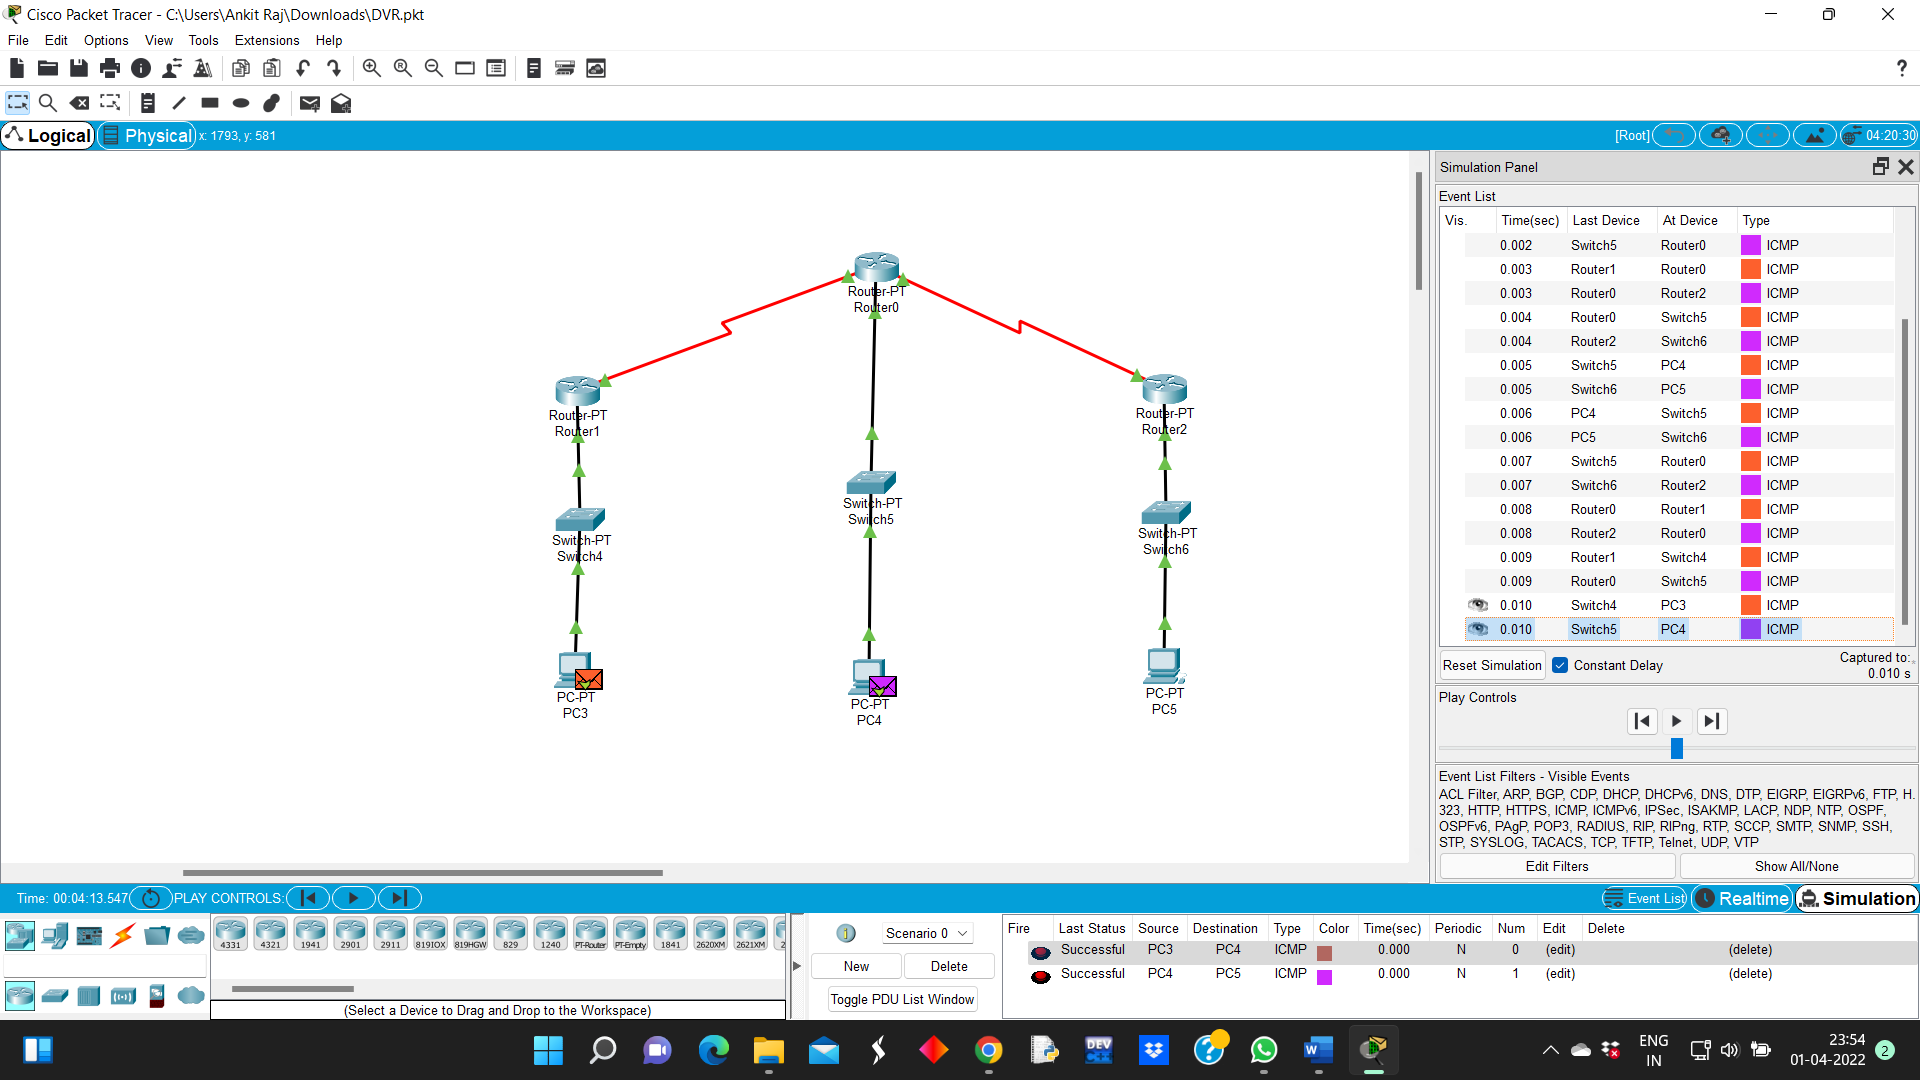 Cisco Packet Tracer - C:\Users\Ankit Raj\Downloads\DVR.pkt
File Edit Options View Tools Extensions Help
Logical Physical x: 1793, y: 581 [Root] 04:20:30
Router-PT
Router0
Router-PT
Router1
Router-PT
Router2
Switch-PT
Switch5
Switch-PT
Switch4
Switch-PT
Switch6
PC-PT
PC3
PC-PT
PC4
PC-PT
PC5
Simulation Panel
Event List
Vis. Time(sec) Last Device At Device Type
0.002 Switch5 Router0 ICMP
0.003 Router1 Router0 ICMP
0.003 Router0 Router2 ICMP
0.004 Router0 Switch5 ICMP
0.004 Router2 Switch6 ICMP
0.005 Switch5 PC4 ICMP
0.005 Switch6 PC5 ICMP
0.006 PC4 Switch5 ICMP
0.006 PC5 Switch6 ICMP
0.007 Switch5 Router0 ICMP
0.007 Switch6 Router2 ICMP
0.008 Router0 Router1 ICMP
0.008 Router2 Router0 ICMP
0.009 Router1 Switch4 ICMP
0.009 Router0 Switch5 ICMP
0.010 Switch4 PC3 ICMP
0.010 Switch5 PC4 ICMP
Reset Simulation Constant Delay Captured to:
0.010 s
Play Controls
Event List Filters - Visible Events
ACL Filter, ARP, BGP, CDP, DHCP, DHCPv6, DNS, DTP, EIGRP, EIGRPv6, FTP, H.
323, HTTP, HTTPS, ICMP, ICMPv6, IPSec, ISAKMP, LACP, NDP, NTP, OSPF,
OSPFv6, PAgP, POP3, RADIUS, RIP, RIPng, RTP, SCCP, SMTP, SNMP, SSH,
STP, SYSLOG, TACACS, TCP, TFTP, Telnet, UDP, VTP
Edit Filters Show All/None
Time: 00:04:13.547 PLAY CONTROLS: Event List Realtime Simulation
4331 4321 1941 2901 2911 819IOX 819HGW 829 1240 PT-Router PT-Empty 1841 2620XM 2621XM 2
(Select a Device to Drag and Drop to the Workspace)
Scenario 0
New Delete
Toggle PDU List Window
Fire Last Status Source Destination Type Color Time(sec) Periodic Num Edit Delete
Successful PC3 PC4 ICMP 0.000 N 0 (edit) (delete)
Successful PC4 PC5 ICMP 0.000 N 1 (edit) (delete)
DEV
ENG
IN
23:54
01-04-2022
2